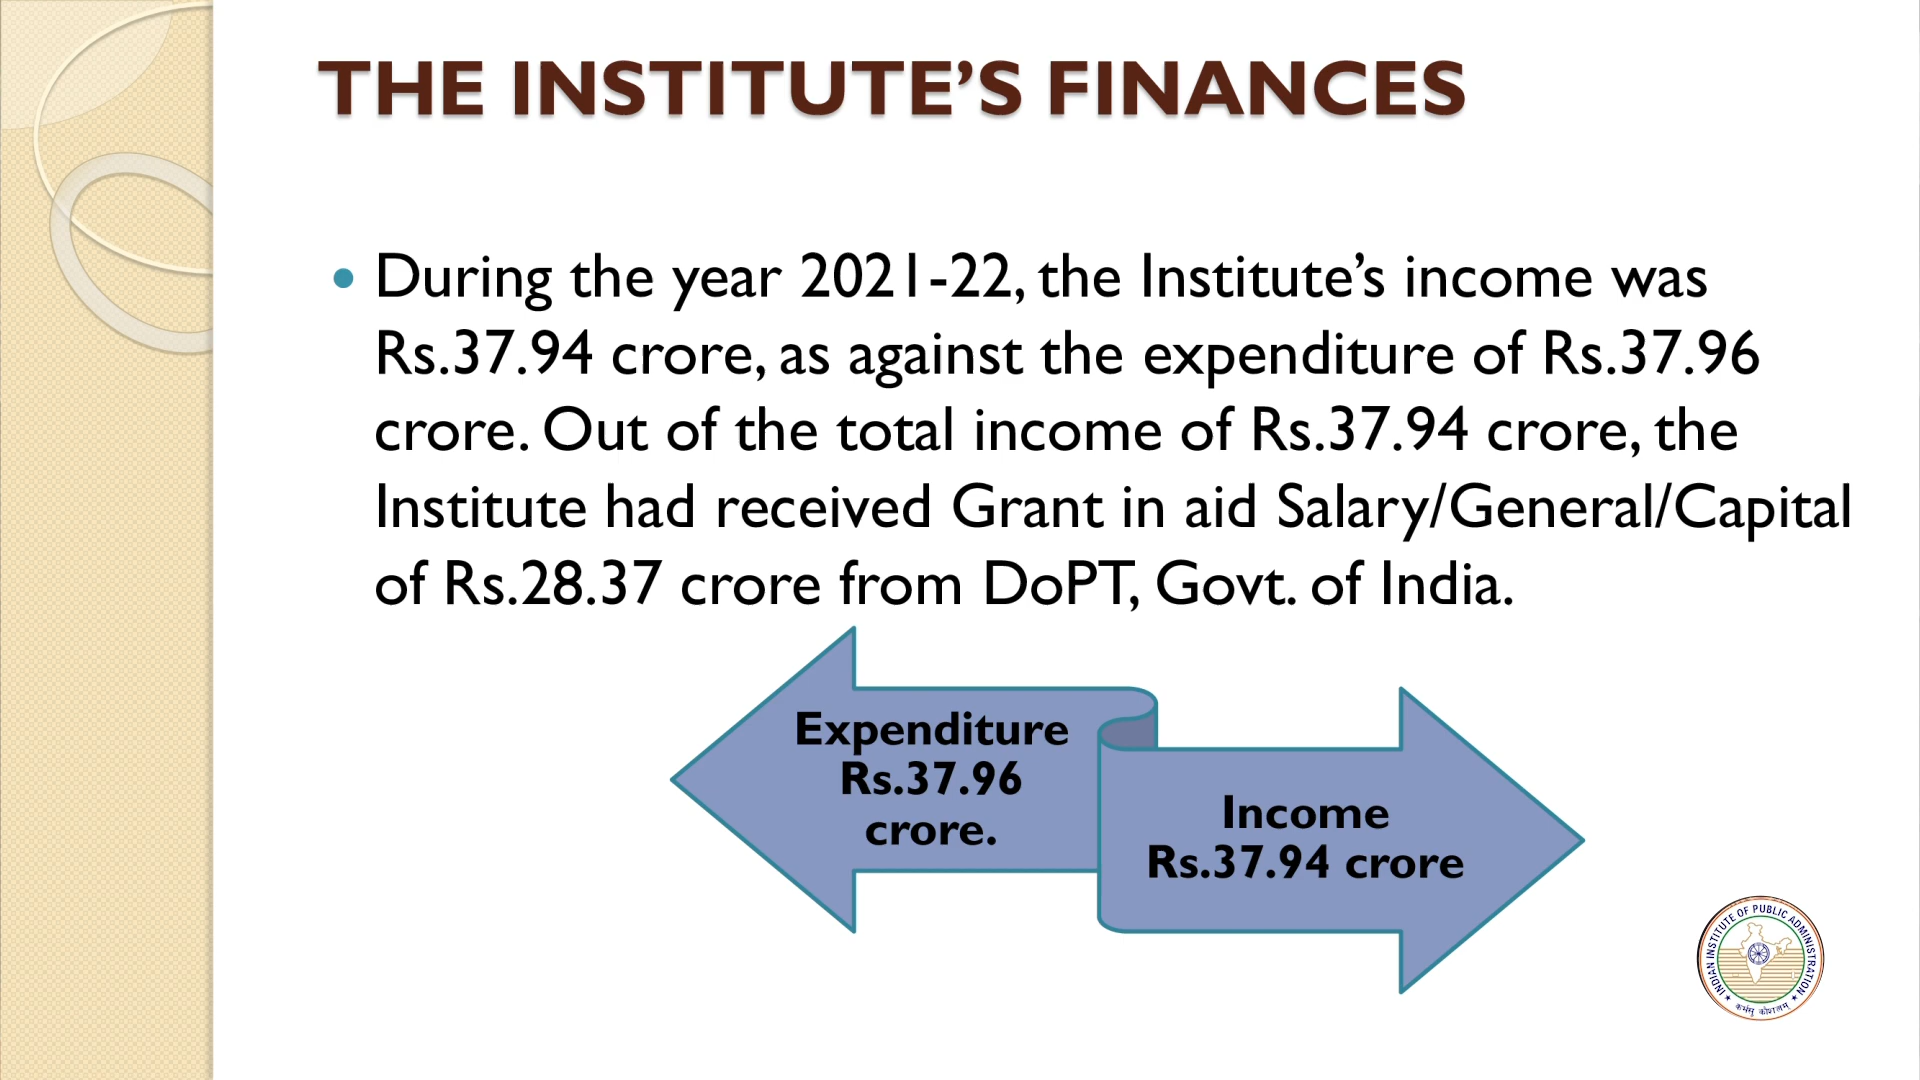 THE INSTITUTE’S FINANCES
• During the year 2021-22, the Institute’s income was
Rs.37.94 crore, as against the expenditure of Rs.37.96
crore. Out of the total income of Rs.37.94 crore, the
Institute had received Grant in aid Salary/General/Capital
of Rs.28.37 crore from DoPT, Govt. of India.
Expenditure
Rs.37.96
crore.
Income
Rs.37.94 crore
INDIAN INSTITUTE OF PUBLIC ADMINISTRATION